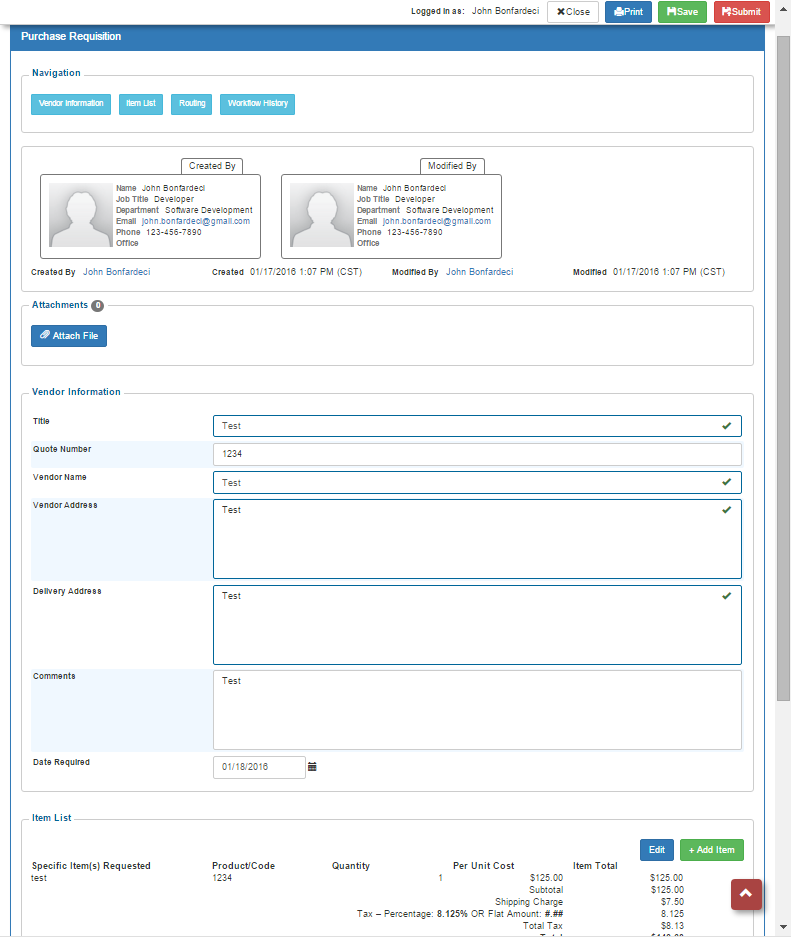 Logged in as: John Bonfardeci Close Print Save Submit
Purchase Requisition
Navigation
Vendor Information Item List Routing Workflow History
Created By Modified By
Name John Bonfardeci Name John Bonfardeci
Job Title Developer Job Title Developer
Department Software Development Department Software Development
Email john.bonfardeci@gmail.com Email john.bonfardeci@gmail.com
Phone 123-456-7890 Phone 123-456-7890
Office Office
Created By John Bonfardeci Created 01/17/2016 1:07 PM (CST) Modified By John Bonfardeci Modified 01/17/2016 1:07 PM (CST)
Attachments 0
Attach File
Vendor Information
Title Test
Quote Number 1234
Vendor Name Test
Vendor Address Test
Delivery Address Test
Comments Test
Date Required 01/18/2016
Item List
Edit + Add Item
Specific Item(s) Requested Product/Code Quantity Per Unit Cost Item Total
test 1234 1 $125.00 $125.00
Subtotal $125.00
Shipping Charge $7.50
Tax – Percentage: 8.125% OR Flat Amount: #.## 8.125
Total Tax $8.13